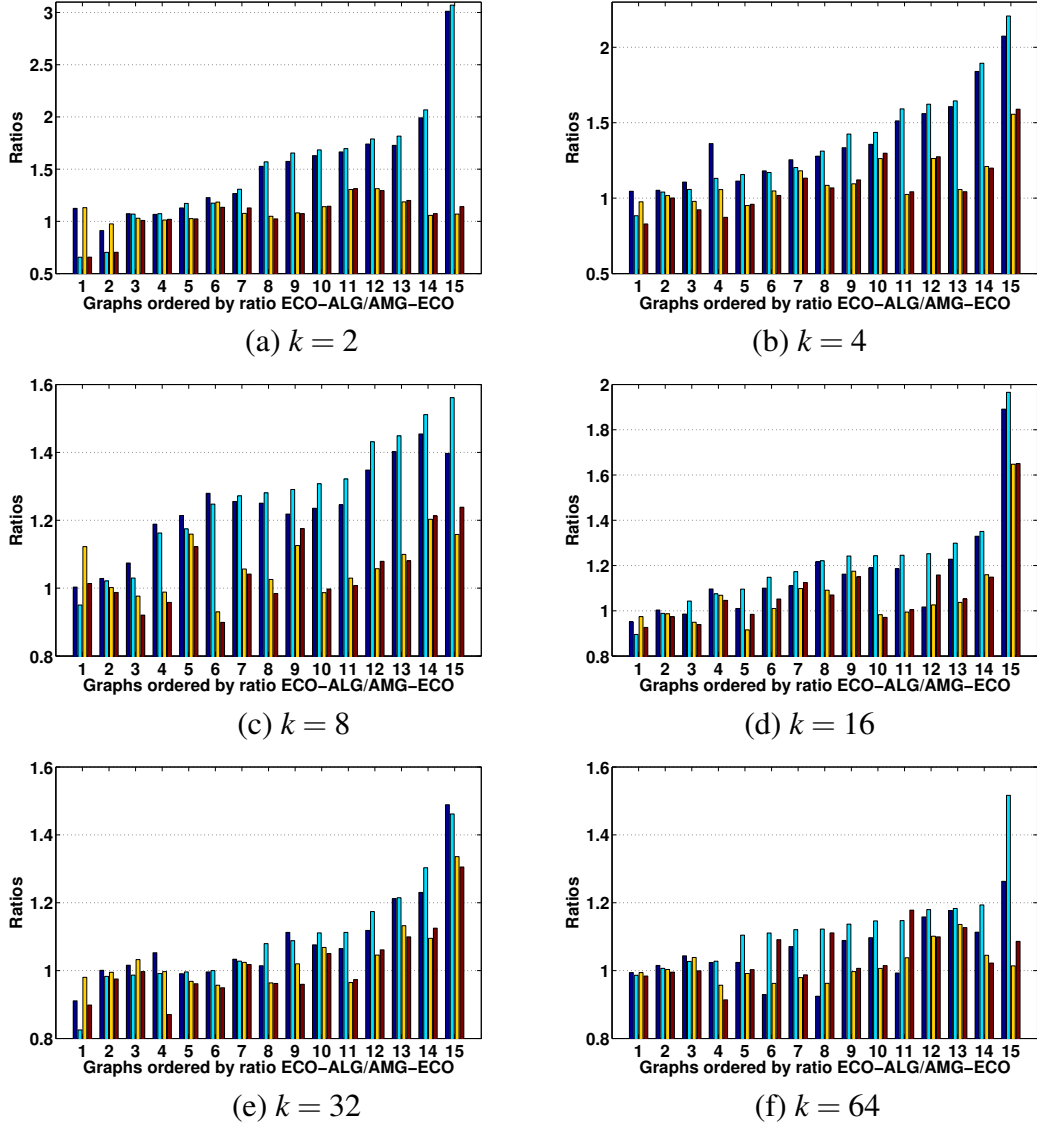 3
2.5
2
1.5
1
0.5
Ratios
1 2 3 4 5 6 7 8 9 10 11 12 13 14 15
Graphs ordered by ratio ECO−ALG/AMG−ECO
(a) k = 2
2
1.5
1
0.5
Ratios
1 2 3 4 5 6 7 8 9 10 11 12 13 14 15
Graphs ordered by ratio ECO−ALG/AMG−ECO
(b) k = 4
1.6
1.4
1.2
1
0.8
Ratios
1 2 3 4 5 6 7 8 9 10 11 12 13 14 15
Graphs ordered by ratio ECO−ALG/AMG−ECO
(c) k = 8
2
1.8
1.6
1.4
1.2
1
0.8
Ratios
1 2 3 4 5 6 7 8 9 10 11 12 13 14 15
Graphs ordered by ratio ECO−ALG/AMG−ECO
(d) k = 16
1.6
1.4
1.2
1
0.8
Ratios
1 2 3 4 5 6 7 8 9 10 11 12 13 14 15
Graphs ordered by ratio ECO−ALG/AMG−ECO
(e) k = 32
1.6
1.4
1.2
1
0.8
Ratios
1 2 3 4 5 6 7 8 9 10 11 12 13 14 15
Graphs ordered by ratio ECO−ALG/AMG−ECO
(f) k = 64